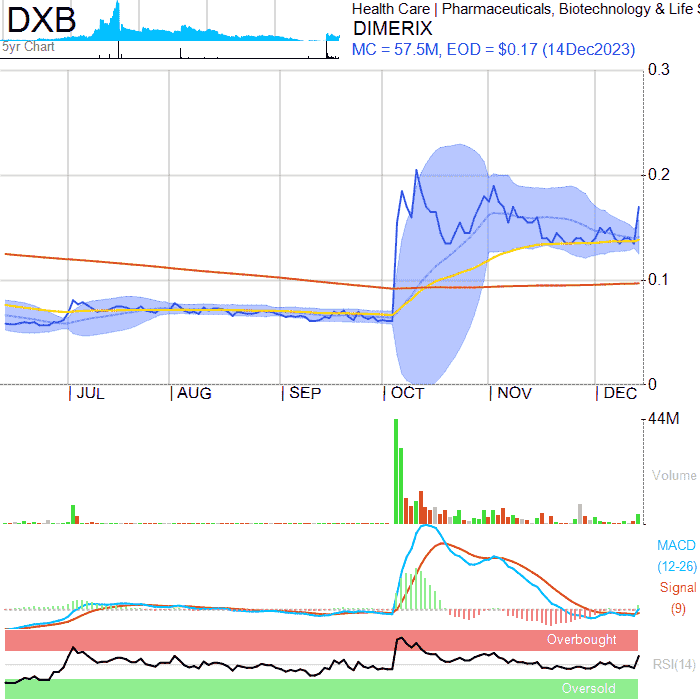 DXB
5yr Chart
Health Care | Pharmaceuticals, Biotechnology & Life S
DIMERIX
MC = 57.5M, EOD = $0.17 (14Dec2023)
0.3
0.2
0.1
0
| JUL | AUG | SEP | OCT | NOV | DEC
44M
Volume
MACD
(12-26)
Signal
(9)
Overbought
RSI(14)
Oversold